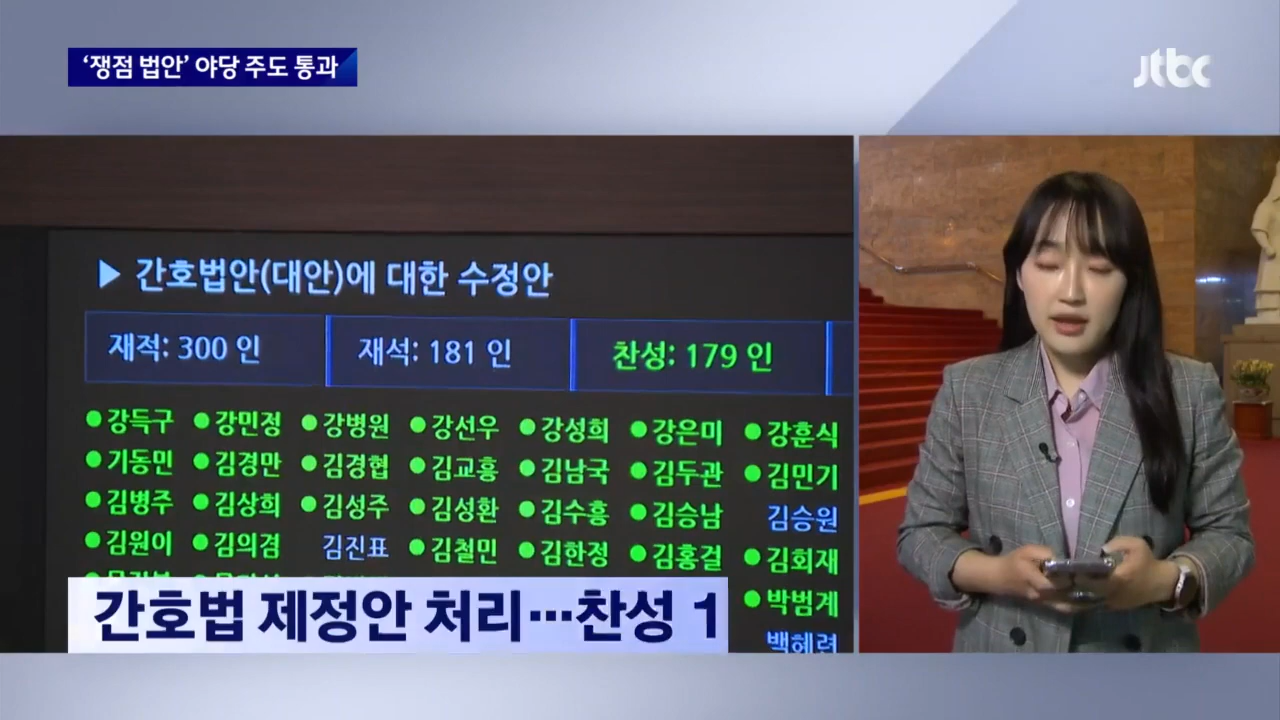 ‘쟁점 법안’ 야당 주도 통과
jtbc
▶ 간호법안(대안)에 대한 수정안
재적: 300 인 재석: 181 인 찬성: 179 인
강득구 강민정 강병원 강선우 강성희 강은미 강훈식
기동민 김경만 김경협 김교흥 김남국 김두관 김민기
김병주 김상희 김성주 김성환 김수흥 김승남 김승원
김원이 김의겸 김진표 김철민 김한정 김홍걸 김회재
박범계
백혜련
간호법 제정안 처리…찬성 1